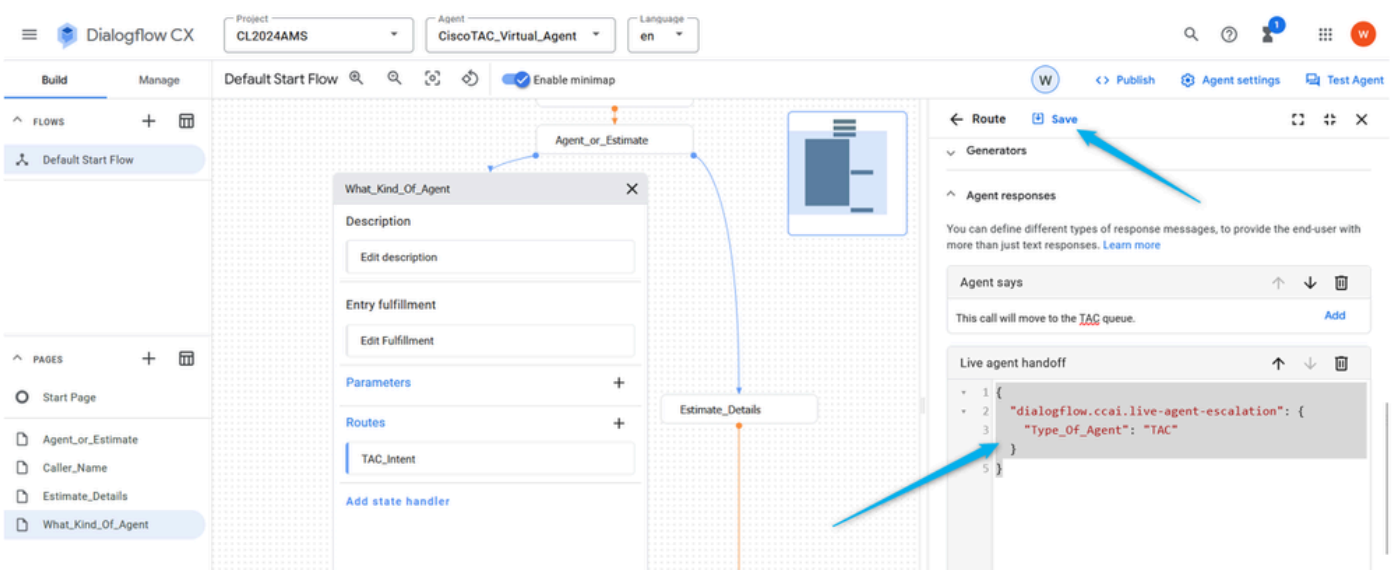 Dialogflow CX
Project
CL2024AMS
Agent
CiscoTAC_Virtual_Agent
Language
en
1
W
Build
Manage
Default Start Flow
Enable minimap
W
Publish
Agent settings
Test Agent
FLOWS
Default Start Flow
PAGES
Start Page
Agent_or_Estimate
Caller_Name
Estimate_Details
What_Kind_Of_Agent
Agent_or_Estimate
What_Kind_Of_Agent
Description
Edit description
Entry fulfillment
Edit Fulfillment
Parameters
Routes
TAC_Intent
Add state handler
Estimate_Details
Route
Save
Generators
Agent responses
You can define different types of response messages, to provide the end-user with
more than just text responses. Learn more
Agent says
This call will move to the TAC queue.
Add
Live agent handoff
1 {
2 "dialogflow.ccai.live-agent-escalation": {
3 "Type_Of_Agent": "TAC"
}
5 }